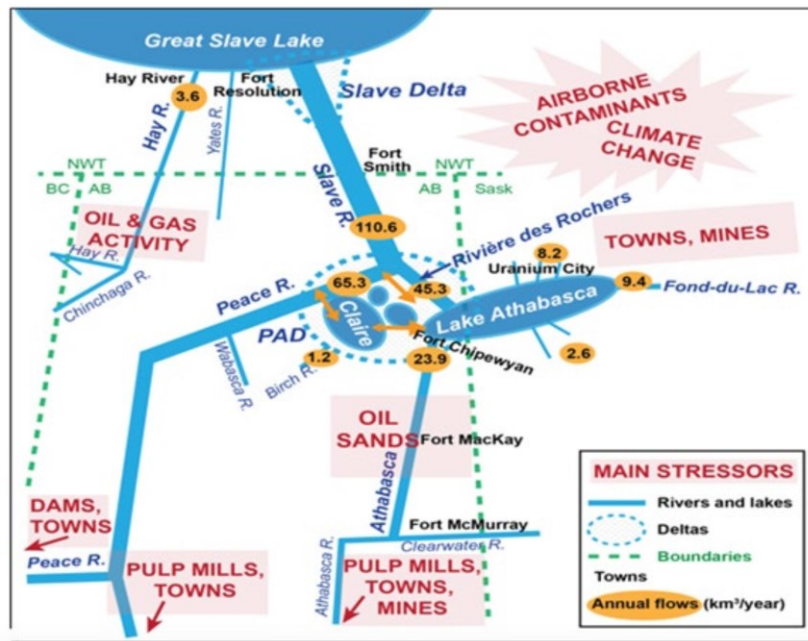 Great Slave Lake
Hay River
Fort
Resolution
3.6
Slave Delta
Hay R.
Yates R.
AIRBORNE
CONTAMINANTS
CLIMATE
CHANGE
Fort
Smith
NWT
BC
AB
NWT
AB
Sask
Slave R.
110.6
OIL & GAS
ACTIVITY
Hay R.
Chinchaga R.
Rivière des Rochers
TOWNS, MINES
8.2
Uranium City
9.4
Fond-du-Lac R.
Peace R.
65.3
45.3
Lake Athabasca
Claire
PAD
Fort Chipewyan
Wabasca R.
Birch R.
1.2
23.9
2.6
OIL
SANDS
Fort MacKay
Athabasca
Fort McMurray
Clearwater R.
Athabasca R.
DAMS,
TOWNS
Peace R.
PULP MILLS,
TOWNS
PULP MILLS,
TOWNS,
MINES
MAIN STRESSORS
Rivers and lakes
Deltas
Boundaries
Towns
Annual flows (km³/year)